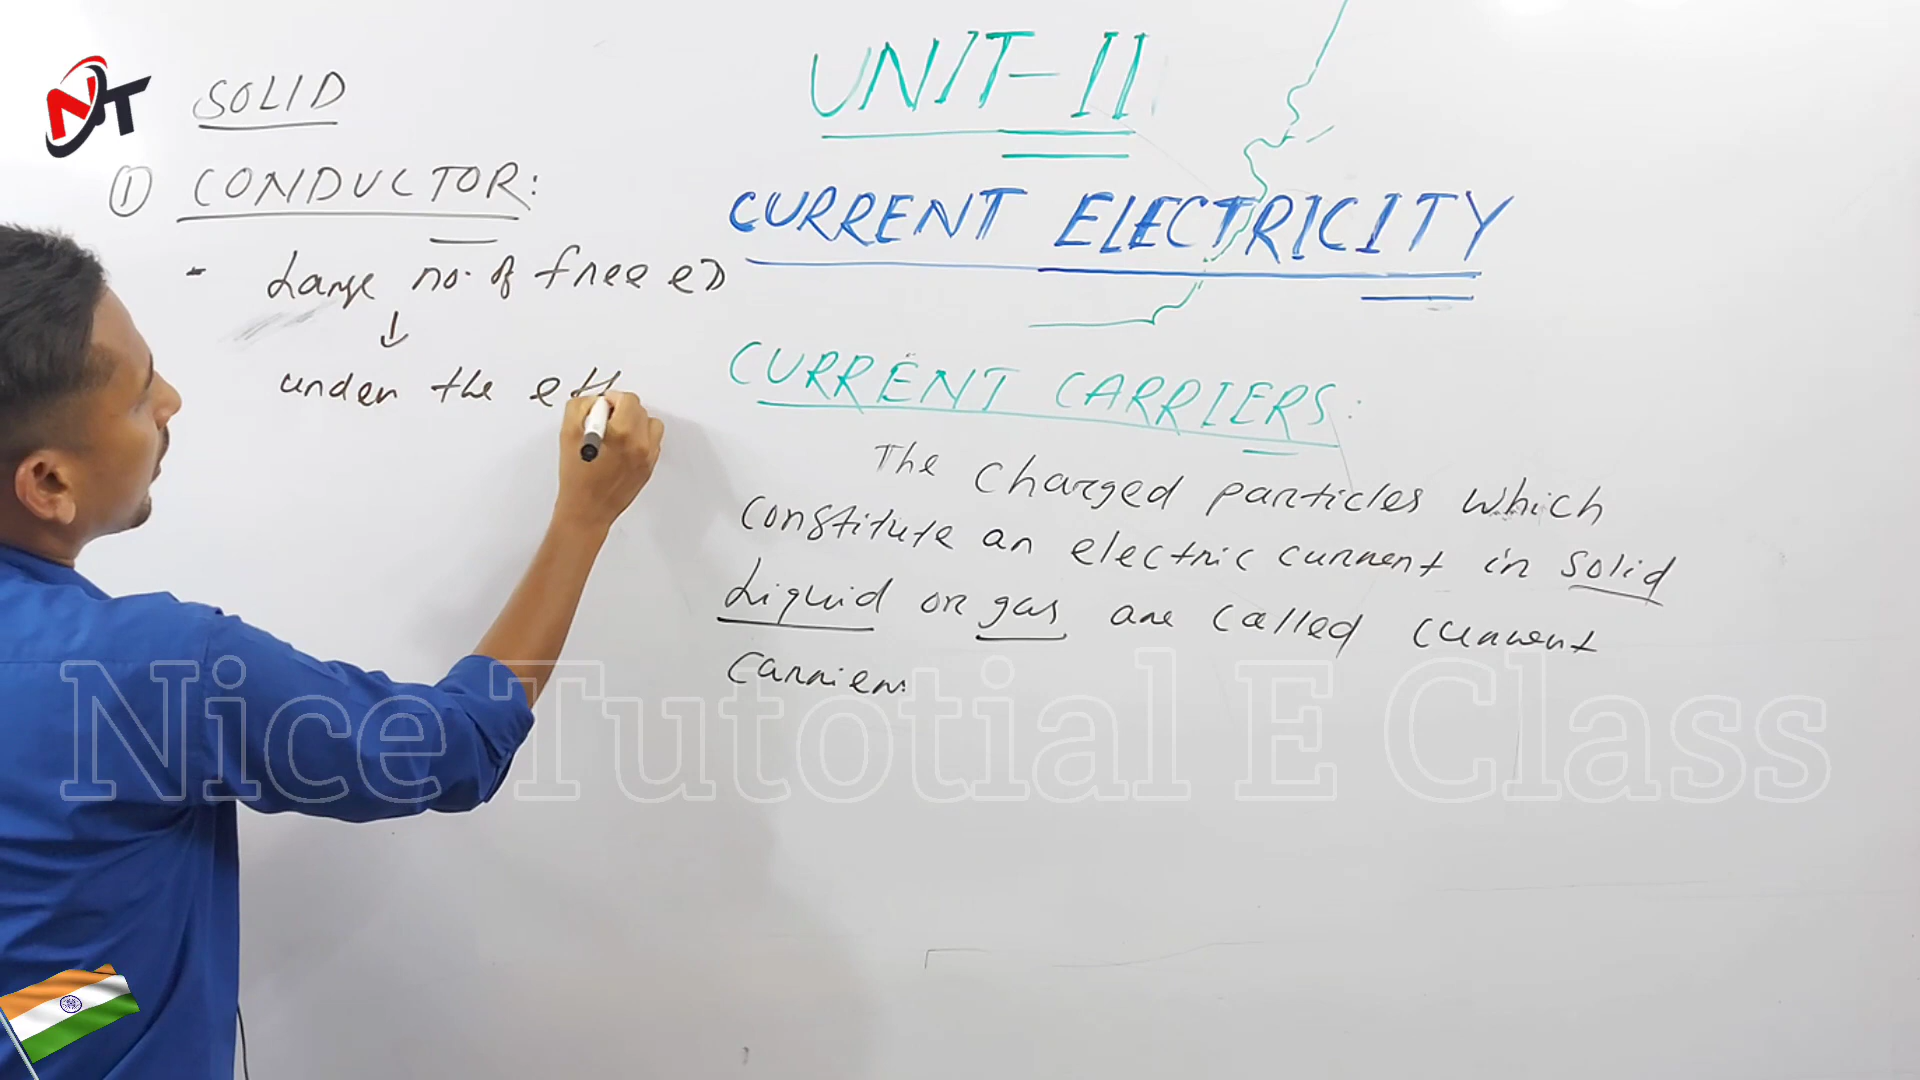 NT
SOLID
① CONDUCTOR:
- Large no. of free e⊃
↓
under the eff
UNIT-II
CURRENT ELECTRICITY
CURRENT CARRIERS:
The charged particles which
constitute an electric current in solid
Liquid or gas are called current
carriers
Nice Tutotial E Class